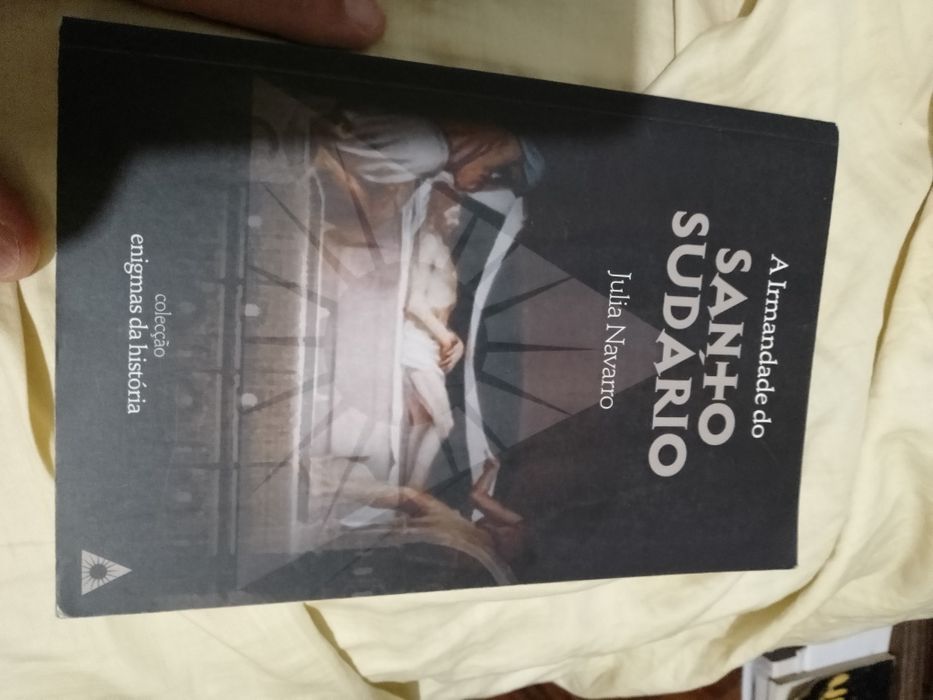 A Irmandade do
SANTO
SUDÁRIO
Julia Navarro
colecção
enigmas da história